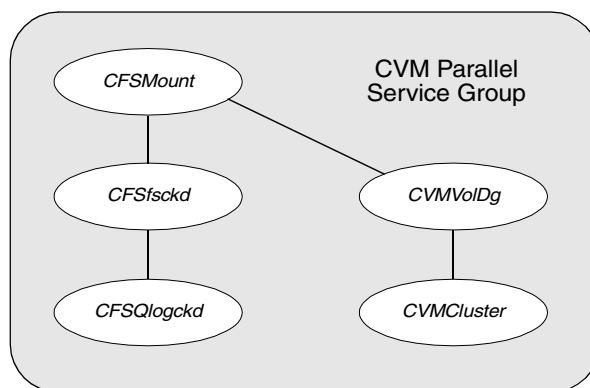 CFSMount
CVM Parallel
Service Group
CFSfsckd
CVMVolDg
CFSQlogckd
CVMCluster